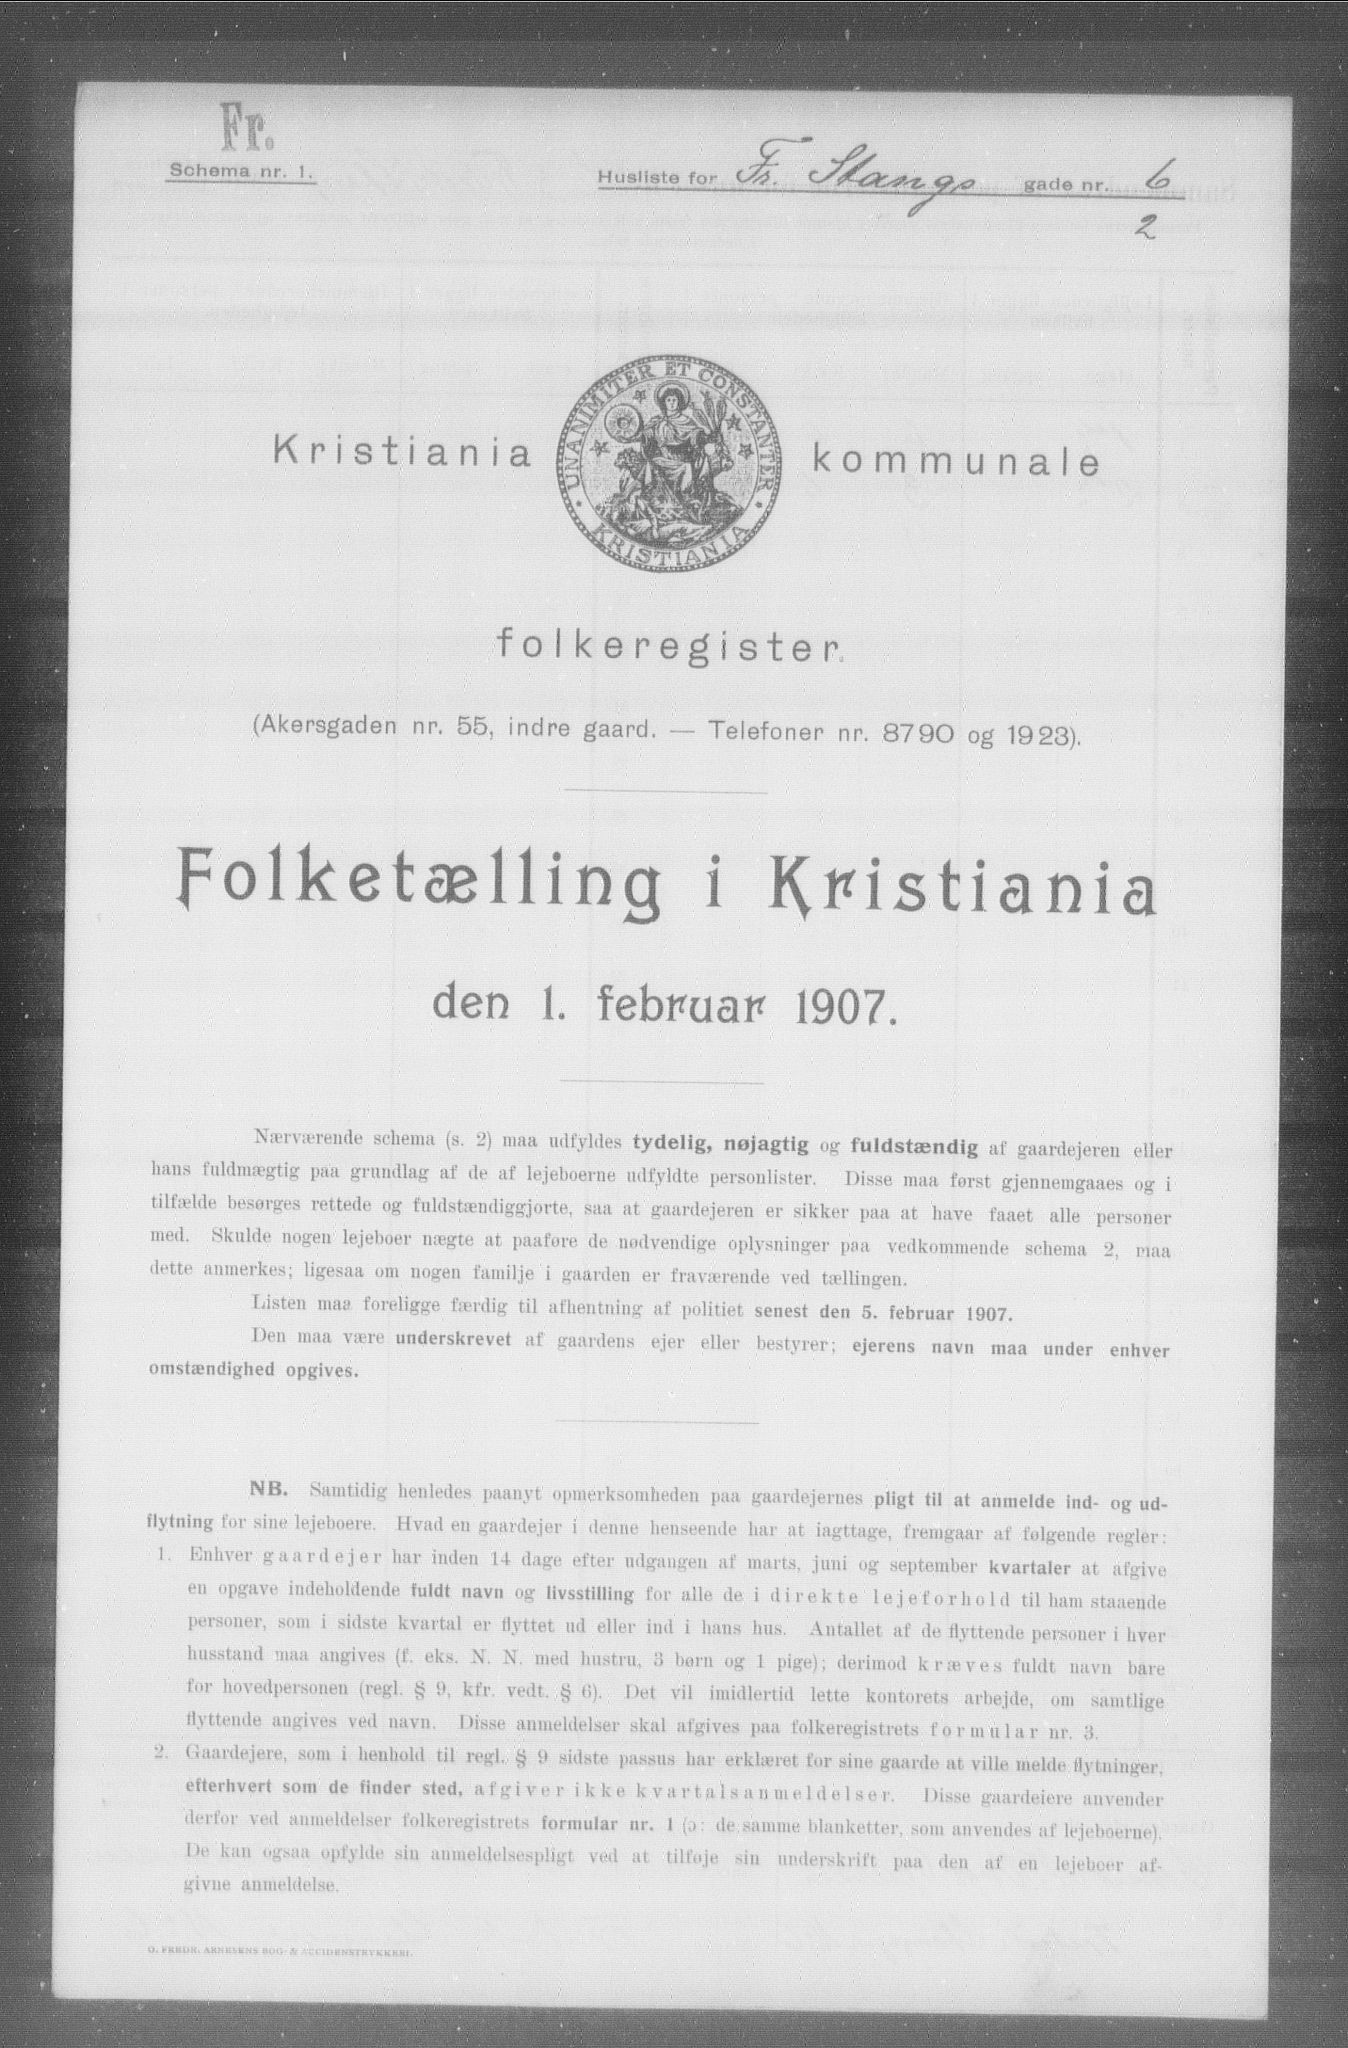 Fr.
Schema nr. 1.
Husliste for Fr. Stangs gade nr. 6
2
UNANIMITER ET CONSTANTER
KRISTIANIA
Kristiania kommunale
folkeregister.
(Akersgaden nr. 55, indre gaard. — Telefoner nr. 8790 og 1923).
Folketælling i Kristiania
den 1. februar 1907.
Nærværende schema (s. 2) maa udfyldes tydelig, nøjagtig og fuldstændig af gaardejeren eller
hans fuldmægtig paa grundlag af de af lejeboerne udfyldte personlister. Disse maa først gjennemgaaes og i
tilfælde besørges rettede og fuldstændiggjorte, saa at gaardejeren er sikker paa at have faaet alle personer
med. Skulde nogen lejeboer nægte at paaføre de nødvendige oplysninger paa vedkommende schema 2, maa
dette anmerkes; ligesaa om nogen familje i gaarden er fraværende ved tællingen.
Listen maa foreligge færdig til afhentning af politiet senest den 5. februar 1907.
Den maa være underskrevet af gaardens ejer eller bestyrer; ejerens navn maa under enhver
omstændighed opgives.
NB. Samtidig henledes paanyt opmerksomheden paa gaardejernes pligt til at anmelde ind- og ud-
flytning for sine lejeboere. Hvad en gaardejer i denne henseende har at iagttage, fremgaar af følgende regler:
1. Enhver gaardejer har inden 14 dage efter udgangen af marts, juni og september kvartaler at afgive
en opgave indeholdende fuldt navn og livsstilling for alle de i direkte lejeforhold til ham staaende
personer, som i sidste kvartal er flyttet ud eller ind i hans hus. Antallet af de flyttende personer i hver
husstand maa angives (f. eks. N. N. med hustru, 3 børn og 1 pige); derimod kræves fuldt navn bare
for hovedpersonen (regl. § 9, kfr. vedt. § 6). Det vil imidlertid lette kontorets arbejde, om samtlige
flyttende angives ved navn. Disse anmeldelser skal afgives paa folkeregistrets formular nr. 3.
2. Gaardejere, som i henhold til regl. § 9 sidste passus har erklæret for sine gaarde at ville melde flytninger,
efterhvert som de finder sted, afgiver ikke kvartalsanmeldelser. Disse gaardeiere anvender
derfor ved anmeldelser folkeregistrets formular nr. 1 (ɔ: de samme blanketter, som anvendes af lejeboerne).
De kan ogsaa opfylde sin anmeldelsespligt ved at tilføje sin underskrift paa den af en lejeboer af-
givne anmeldelse.
O. FREDR. ARNESENS BOG- & ACCIDENSTRYKKERI.